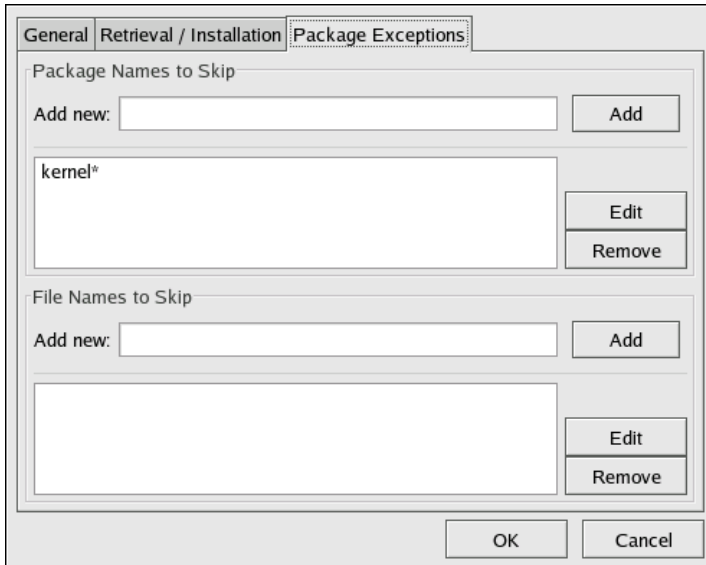 General Retrieval / Installation Package Exceptions
Package Names to Skip
Add new: Add
kernel*
Edit
Remove
File Names to Skip
Add new: Add
Edit
Remove
OK Cancel